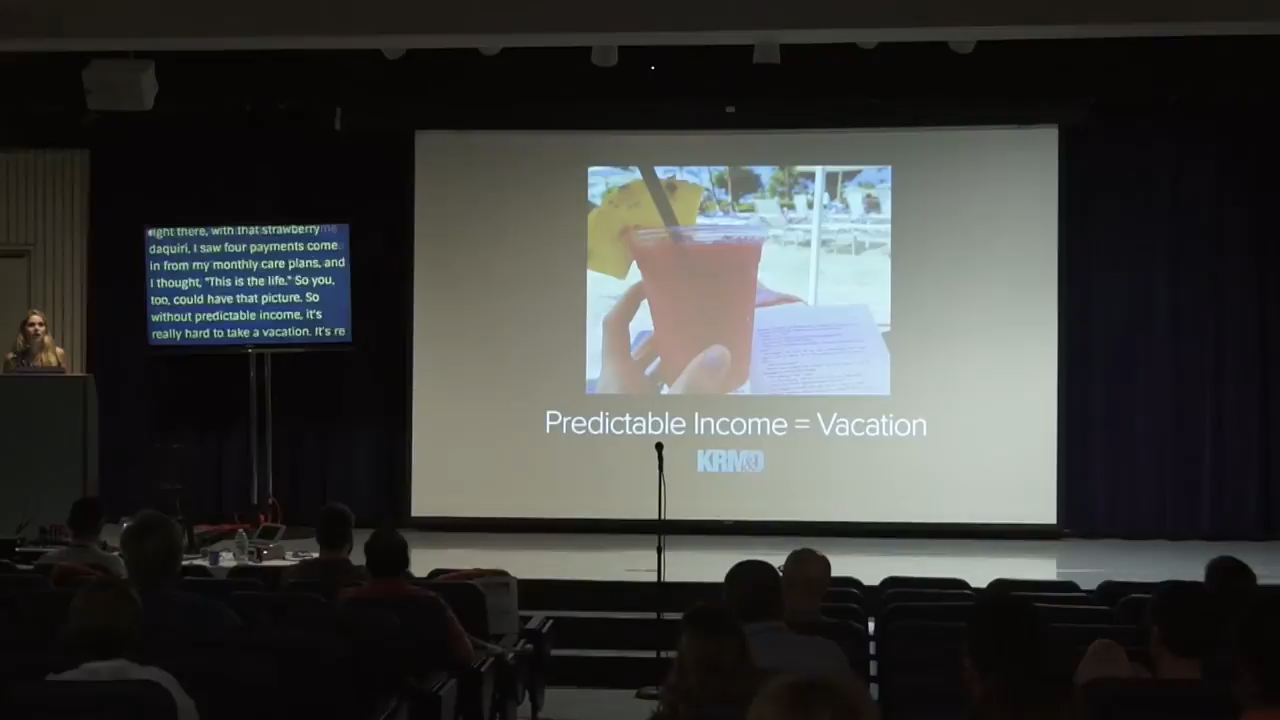 right there, with that strawberry
daquiri, I saw four payments come
in from my monthly care plans, and
I thought, "This is the life." So you,
too, could have that picture. So
without predictable income, it's
really hard to take a vacation. It's re
Predictable Income = Vacation
KRM&D